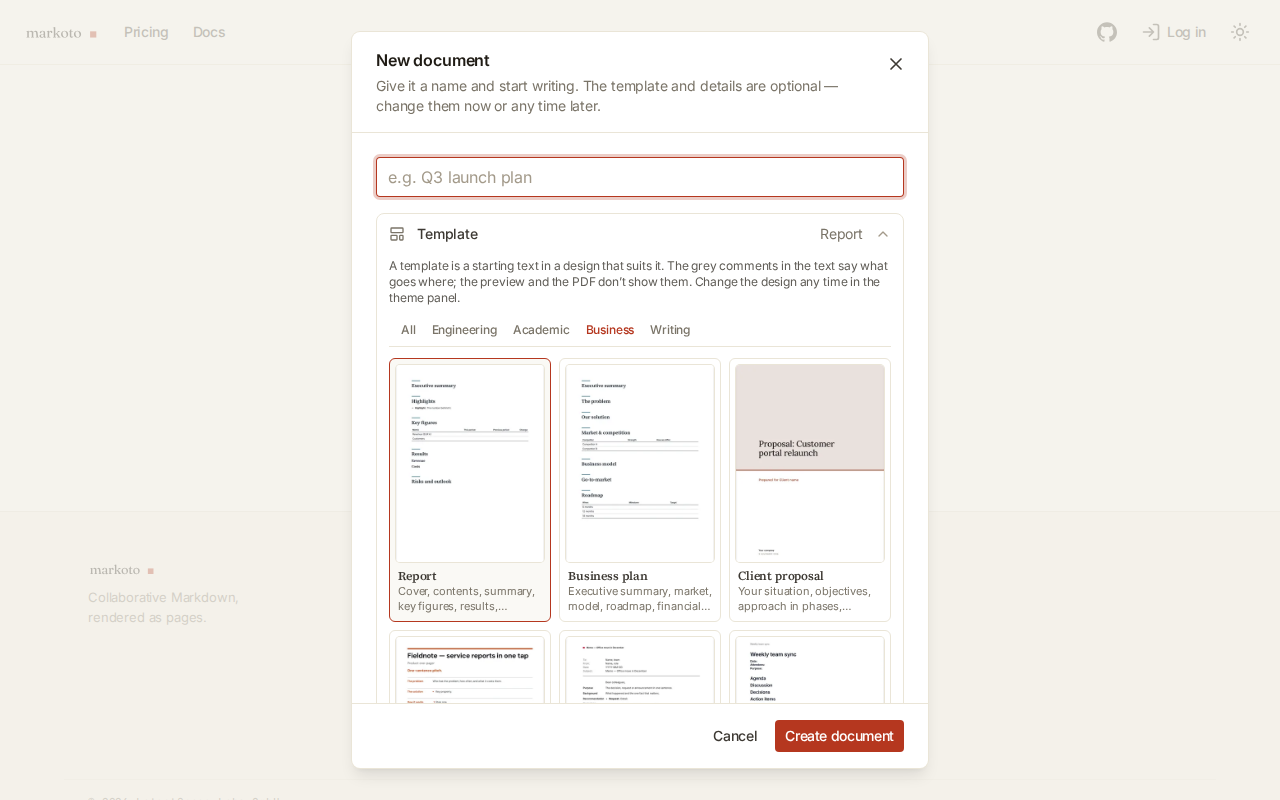 markoto
Pricing
Docs
Log in
New document
Give it a name and start writing. The template and details are optional —
change them now or any time later.
e.g. Q3 launch plan
Template
Report
A template is a starting text in a design that suits it. The grey comments in the text say what
goes where; the preview and the PDF don't show them. Change the design any time in the
theme panel.
All
Engineering
Academic
Business
Writing
Executive summary
Highlights
Key figures
Results
Risks and outlook
Executive summary
The problem
Our solution
Market & competition
Business model
Go-to-market
Roadmap
Proposal: Customer
portal relaunch
Prepared for Client name
Report
Cover, contents, summary,
key figures, results,…
Business plan
Executive summary, market,
model, roadmap, financial…
Client proposal
Your situation, objectives,
approach in phases,…
Fieldnote — service reports in one tap
Weekly team sync
Agenda
Discussion
Decisions
Action items
markoto
Collaborative Markdown,
rendered as pages.
Cancel
Create document